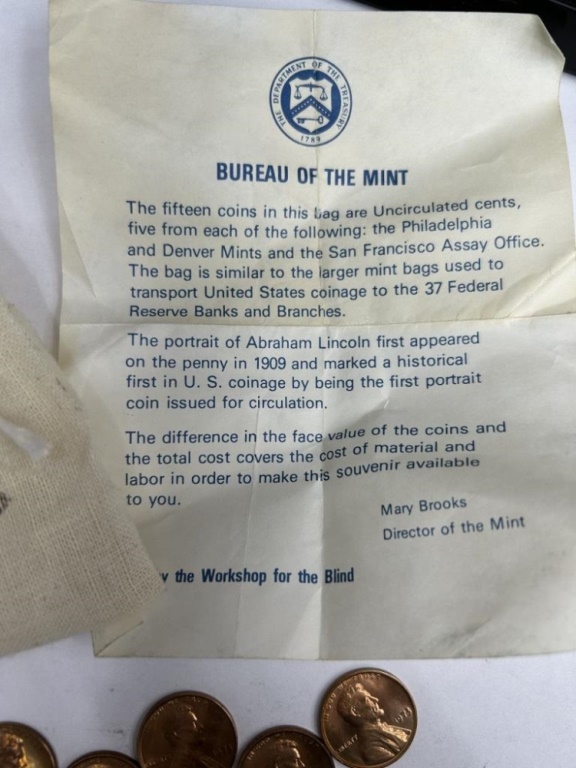 THE DEPARTMENT OF THE TREASURY
1789
BUREAU OF THE MINT
The fifteen coins in this bag are Uncirculated cents,
five from each of the following: the Philadelphia
and Denver Mints and the San Francisco Assay Office.
The bag is similar to the larger mint bags used to
transport United States coinage to the 37 Federal
Reserve Banks and Branches.
The portrait of Abraham Lincoln first appeared
on the penny in 1909 and marked a historical
first in U. S. coinage by being the first portrait
coin issued for circulation.
The difference in the face value of the coins and
the total cost covers the cost of material and
labor in order to make this souvenir available
to you.
Mary Brooks
Director of the Mint
the Workshop for the Blind
LIBERTY